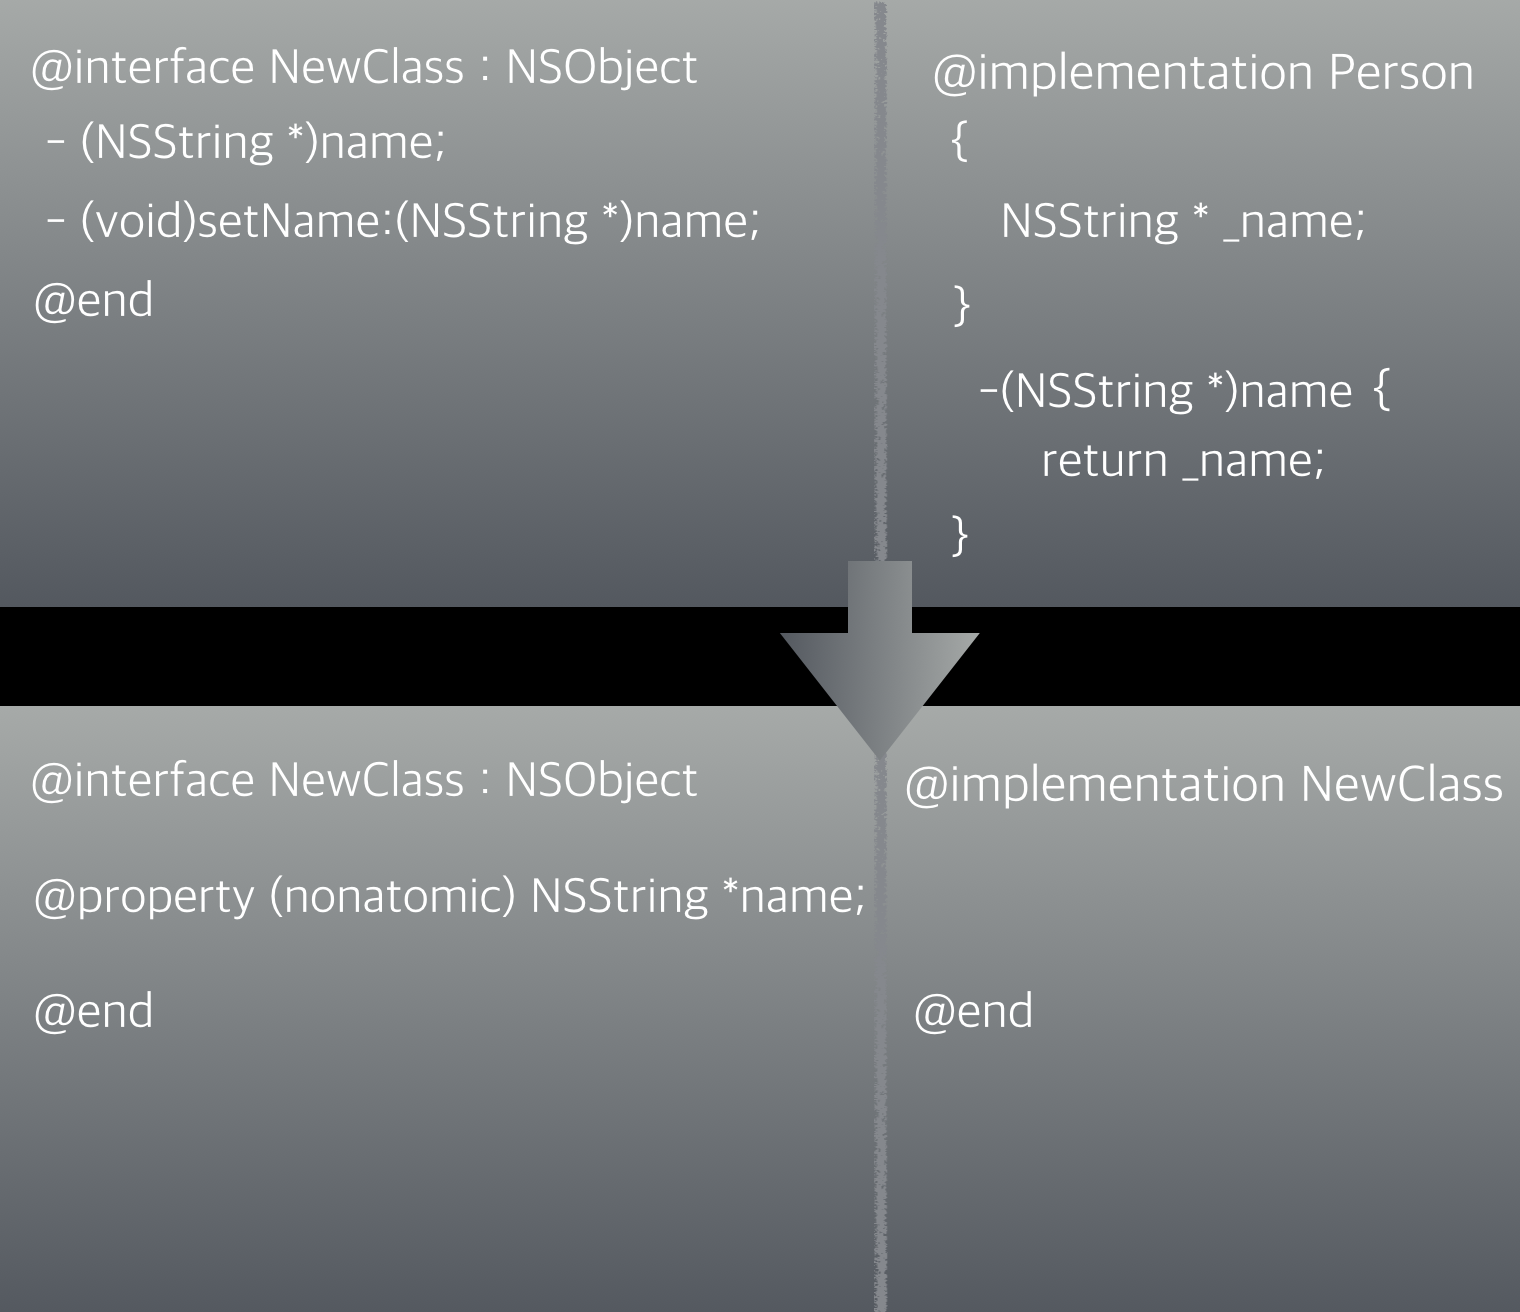 @interface NewClass : NSObject
- (NSString *)name;
- (void)setName:(NSString *)name;
@end
@implementation Person
{
NSString * _name;
}
-(NSString *)name {
return _name;
}
@interface NewClass : NSObject
@property (nonatomic) NSString *name;
@end
@implementation NewClass
@end